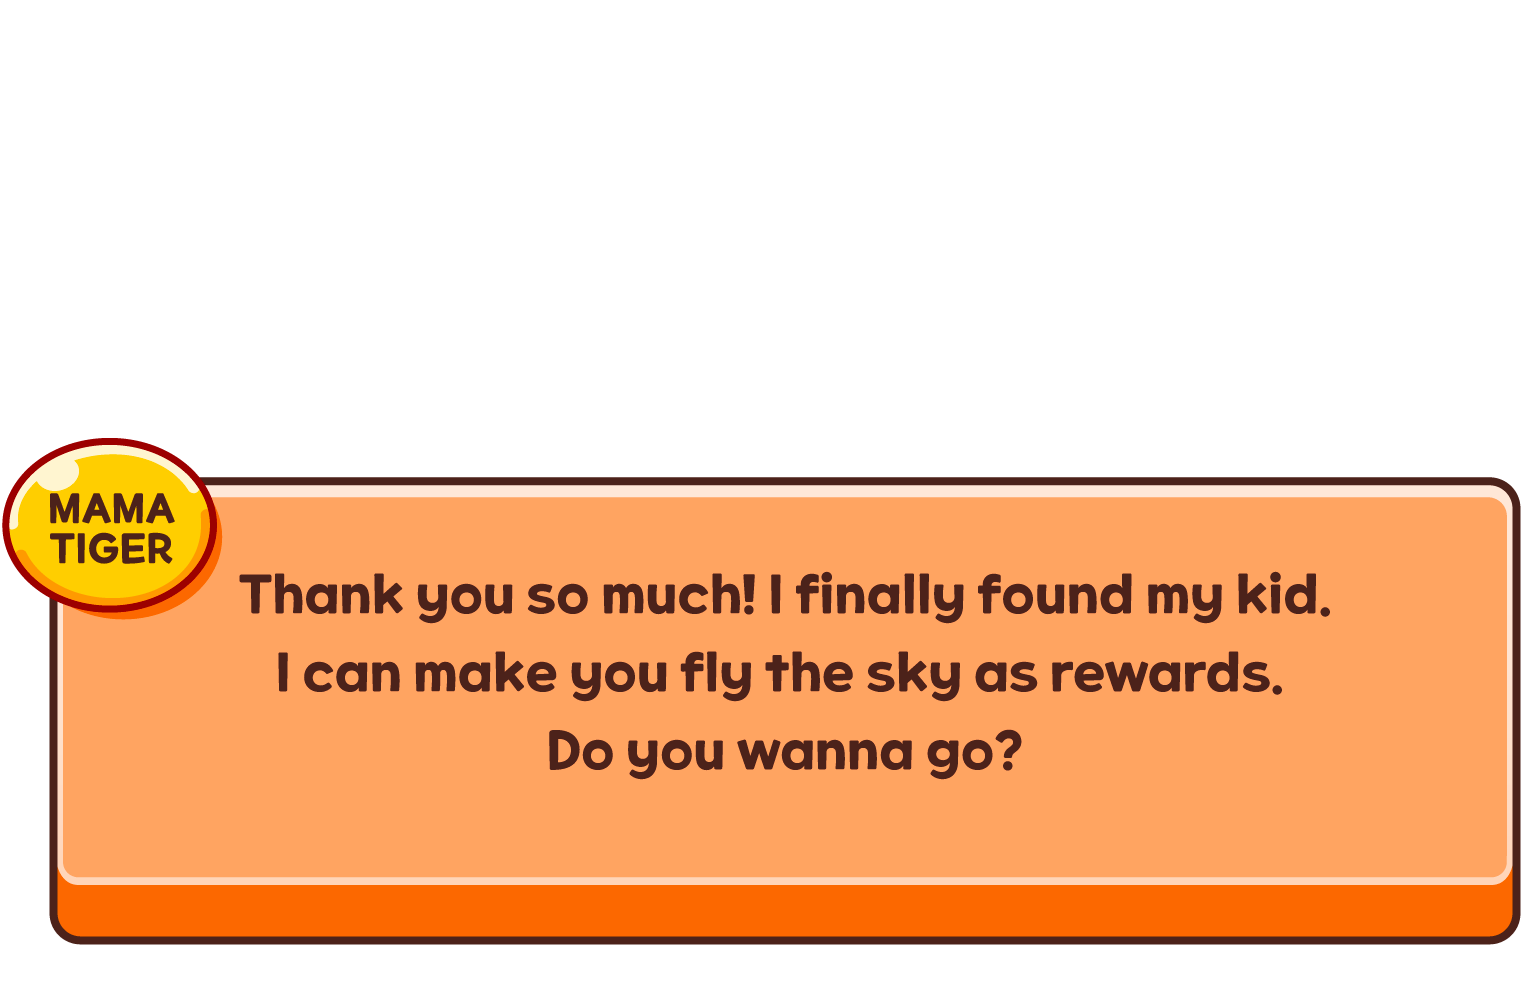 MAMA
TIGER
Thank you so much! I finally found my kid.
I can make you fly the sky as rewards.
Do you wanna go?